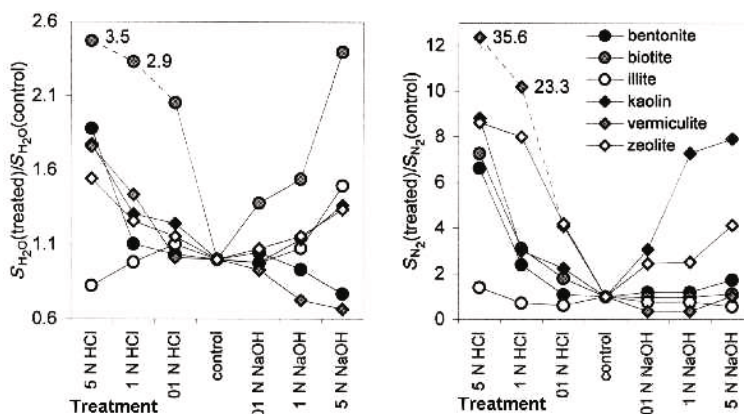 S_H2O(treated)/S_H2O(control)
2.6
2.1
1.6
1.1
0.6
3.5
2.9
5 N HCl
1 N HCl
01 N HCl
control
01 N NaOH
1 N NaOH
5 N NaOH
Treatment
S_N2(treated)/S_N2(control)
12
10
8
6
4
2
0
35.6
23.3
bentonite
biotite
illite
kaolin
vermiculite
zeolite
5 N HCl
1 N HCl
01 N HCl
control
01 N NaOH
1 N NaOH
5 N NaOH
Treatment